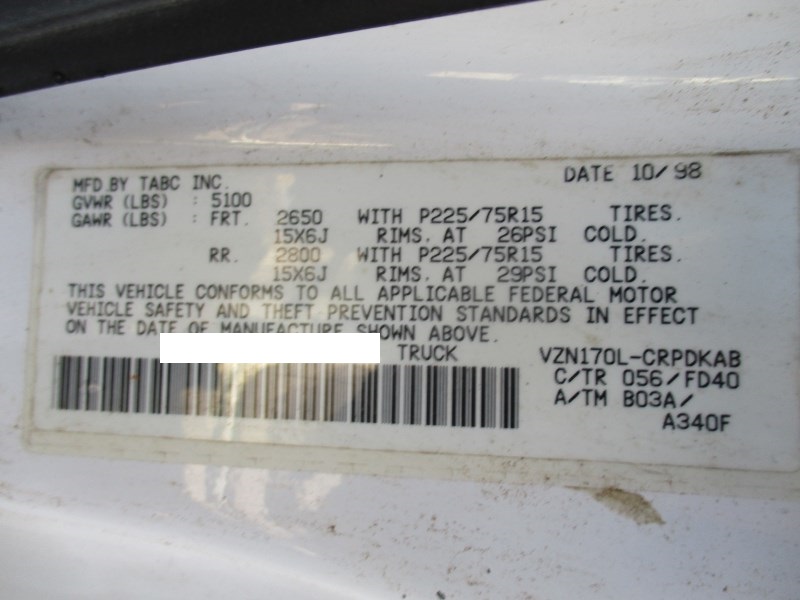 MFD.BY TABC INC. DATE 10/98
GVWR (LBS) : 5100
GAWR (LBS) : FRT. 2650 WITH P225/75R15 TIRES.
15X6J RIMS. AT 26PSI COLD.
RR. 2800 WITH P225/75R15 TIRES.
15X6J RIMS. AT 29PSI COLD.
THIS VEHICLE CONFORMS TO ALL APPLICABLE FEDERAL MOTOR
VEHICLE SAFETY AND THEFT PREVENTION STANDARDS IN EFFECT
ON THE DATE OF MANUFACTURE SHOWN ABOVE.
TRUCK VZN170L-CRPDKAB
C/TR 056/FD40
A/TM B03A/
A340F